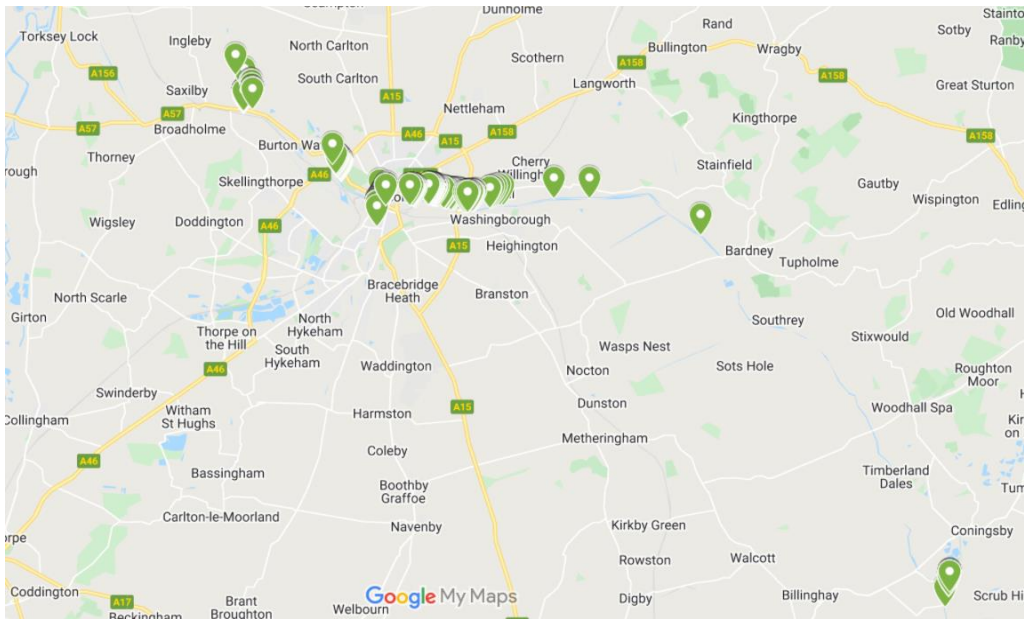 Dunholme
Stainto
Torksey Lock
Ingleby
North Carlton
Rand
Sotby
Ranby
Bullington
Wragby
Scothern
A156
A158
A158
South Carlton
Langworth
Great Sturton
Saxilby
A15
Nettleham
Kingthorpe
A57
A57
Broadholme
A46
A15
A158
A158
Burton Wa
Thorney
Cherry
Willingh
Stainfield
rough
A46
Skellingthorpe
Gautby
Wispington
Edling
Wigsley
Doddington
A46
Washingborough
A15
Heighington
Bardney
Tupholme
Bracebridge
Heath
Branston
North Scarle
Girton
North
Hykeham
Southrey
Old Woodhall
Thorpe on
the Hill
South
Hykeham
Wasps Nest
Stixwould
A46
Waddington
Nocton
Sots Hole
Roughton
Moor
Swinderby
Collingham
Witham
St Hughs
Harmston
A15
Dunston
Woodhall Spa
Metheringham
Coleby
A46
Bassingham
Timberland
Dales
Boothby
Graffoe
Carlton-le-Moorland
Navenby
Kirkby Green
Coningsby
Rowston
Walcott
Coddington
A17
Brant
Broughton
Google My Maps
Welbourn
Digby
Billinghay
Scrub Hi
Beckingham